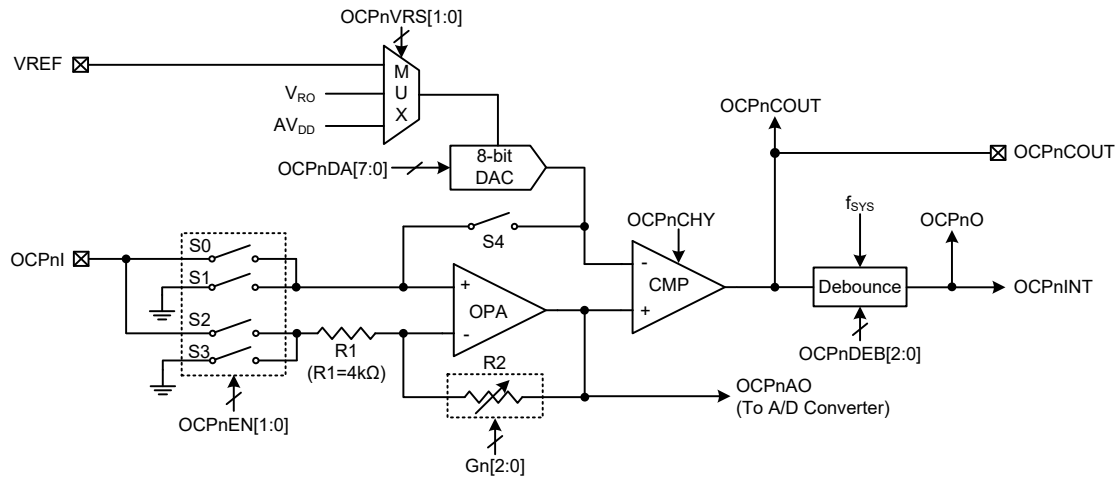 OCPnVRS[1:0]
VREF
M
U
X
VRO
AVDD
OCPnCOUT
OCPnCOUT
8-bit
DAC
OCPnDA[7:0]
fSYS
OCPnCHY
OCPnO
S4
OCPnI
S0
S1
-
CMP
+
Debounce
OCPnINT
+
OPA
-
S2
S3
R1
(R1=4kΩ)
R2
OCPnDEB[2:0]
OCPnAO
(To A/D Converter)
OCPnEN[1:0]
Gn[2:0]